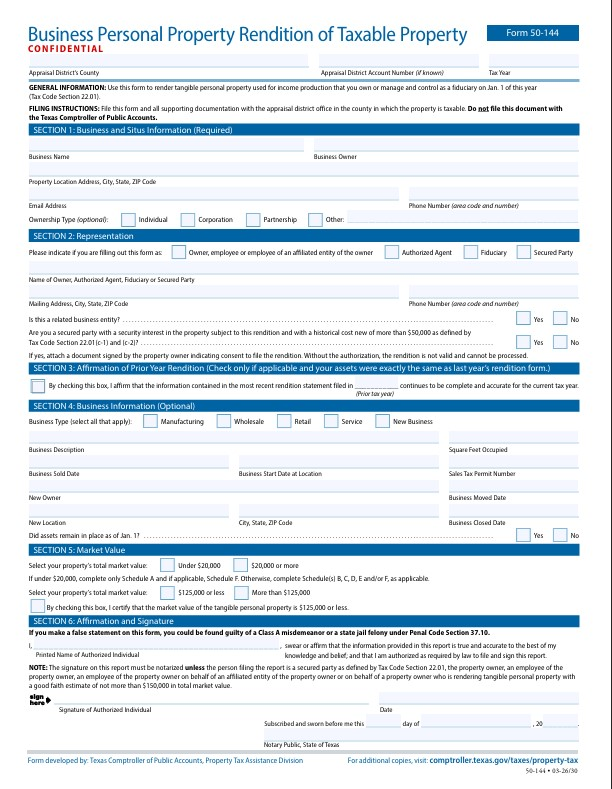 Business Personal Property Rendition of Taxable Property
Form 50-144
CONFIDENTIAL
Appraisal District's County
Appraisal District Account Number (if known)
Tax Year
GENERAL INFORMATION: Use this form to render tangible personal property used for income production that you own or manage and control as a fiduciary on Jan. 1 of this year
(Tax Code Section 22.01).
FILING INSTRUCTIONS: File this form and all supporting documentation with the appraisal district office in the county in which the property is taxable. Do not file this document with
the Texas Comptroller of Public Accounts.
SECTION 1: Business and Situs Information (Required)
Business Name
Business Owner
Property Location Address, City, State, ZIP Code
Email Address
Phone Number (area code and number)
Ownership Type (optional): Individual Corporation Partnership Other:
SECTION 2: Representation
Please indicate if you are filling out this form as: Owner, employee or employee of an affiliated entity of the owner Authorized Agent Fiduciary Secured Party
Name of Owner, Authorized Agent, Fiduciary or Secured Party
Mailing Address, City, State, ZIP Code
Phone Number (area code and number)
Is this a related business entity? Yes No
Are you a secured party with a security interest in the property subject to this rendition and with a historical cost new of more than $50,000 as defined by
Tax Code Section 22.01(c-1) and (c-2)? Yes No
If yes, attach a document signed by the property owner indicating consent to file the rendition. Without the authorization, the rendition is not valid and cannot be processed.
SECTION 3: Affirmation of Prior Year Rendition (Check only if applicable and your assets were exactly the same as last year's rendition form.)
By checking this box, I affirm that the information contained in the most recent rendition statement filed in continues to be complete and accurate for the current tax year.
(Prior tax year)
SECTION 4: Business Information (Optional)
Business Type (select all that apply): Manufacturing Wholesale Retail Service New Business
Business Description
Square Feet Occupied
Business Sold Date
Business Start Date at Location
Sales Tax Permit Number
New Owner
Business Moved Date
New Location
City, State, ZIP Code
Business Closed Date
Did assets remain in place as of Jan. 1? Yes No
SECTION 5: Market Value
Select your property's total market value: Under $20,000 $20,000 or more
If under $20,000, complete only Schedule A and if applicable, Schedule F. Otherwise, complete Schedule(s) B, C, D, E and/or F, as applicable.
Select your property's total market value: $125,000 or less More than $125,000
By checking this box, I certify that the market value of the tangible personal property is $125,000 or less.
SECTION 6: Affirmation and Signature
If you make a false statement on this form, you could be found guilty of a Class A misdemeanor or a state jail felony under Penal Code Section 37.10.
I, , swear or affirm that the information provided in this report is true and accurate to the best of my
Printed Name of Authorized Individual knowledge and belief; and that I am authorized as required by law to file and sign this report.
NOTE: The signature on this report must be notarized unless the person filing the report is a secured party as defined by Tax Code Section 22.01, the property owner, an employee of the
property owner, an employee of the property owner on behalf of an affiliated entity of the property owner or on behalf of a property owner who is rendering tangible personal property with
a good faith estimate of not more than $150,000 in total market value.
sign
here
Signature of Authorized Individual
Date
Subscribed and sworn before me this day of , 20 .
Notary Public, State of Texas
Form developed by: Texas Comptroller of Public Accounts, Property Tax Assistance Division
For additional copies, visit: comptroller.texas.gov/taxes/property-tax
50-144 • 03-26/30